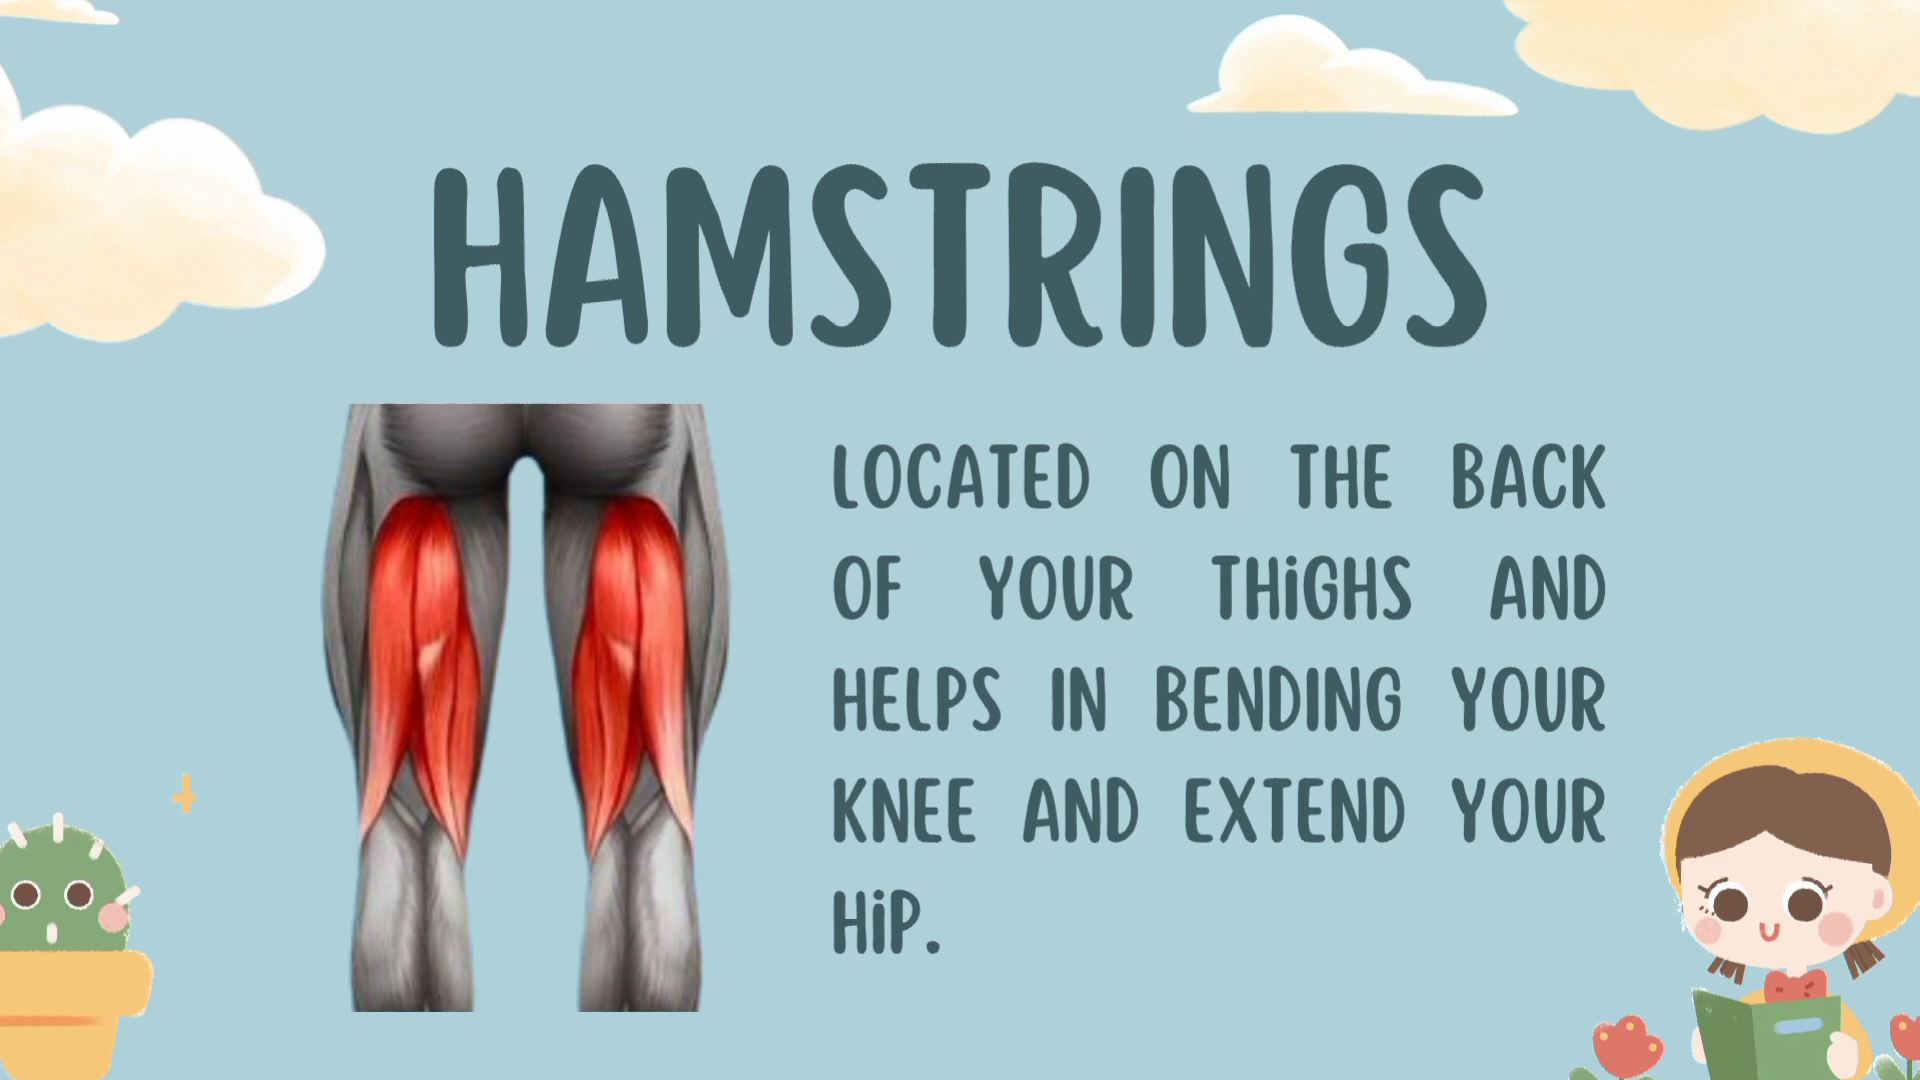 HAMSTRINGS
LOCATED ON THE BACK
OF YOUR THiGHS AND
HELPS IN BENDING YOUR
KNEE AND EXTEND YOUR
HiP.